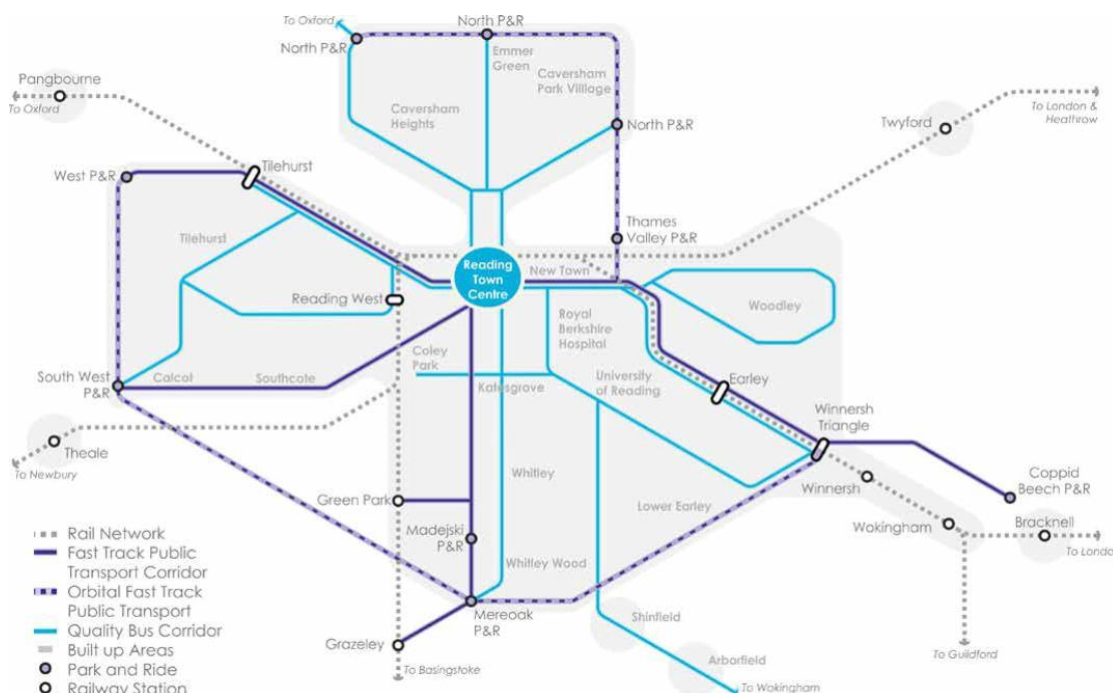 To Oxford
North P&R
North P&R
Emmer
Green
Caversham
Park Village
Pangbourne
To Oxford
To London &
Heathrow
Caversham
Heights
North P&R
Twyford
Tilehurst
West P&R
Thames
Valley P&R
Tilehurst
Reading
Town
Centre
New Town
Reading West
Woodley
Royal
Berkshire
Hospital
Coley
Park
South West
P&R
Calcot
Southcote
Katesgrove
University
of Reading
Earley
Winnersh
Triangle
Theale
To Newbury
Whitley
Coppid
Beech P&R
Winnersh
Green Park
Lower Earley
Madejski
P&R
Wokingham
Bracknell
To London
Whitley Wood
Mereoak
P&R
Shinfield
Grazeley
To Basingstoke
Arborfield
To Guildford
To Wokingham
Rail Network
Fast Track Public
Transport Corridor
Orbital Fast Track
Public Transport
Quality Bus Corridor
Built up Areas
Park and Ride
Railway Station